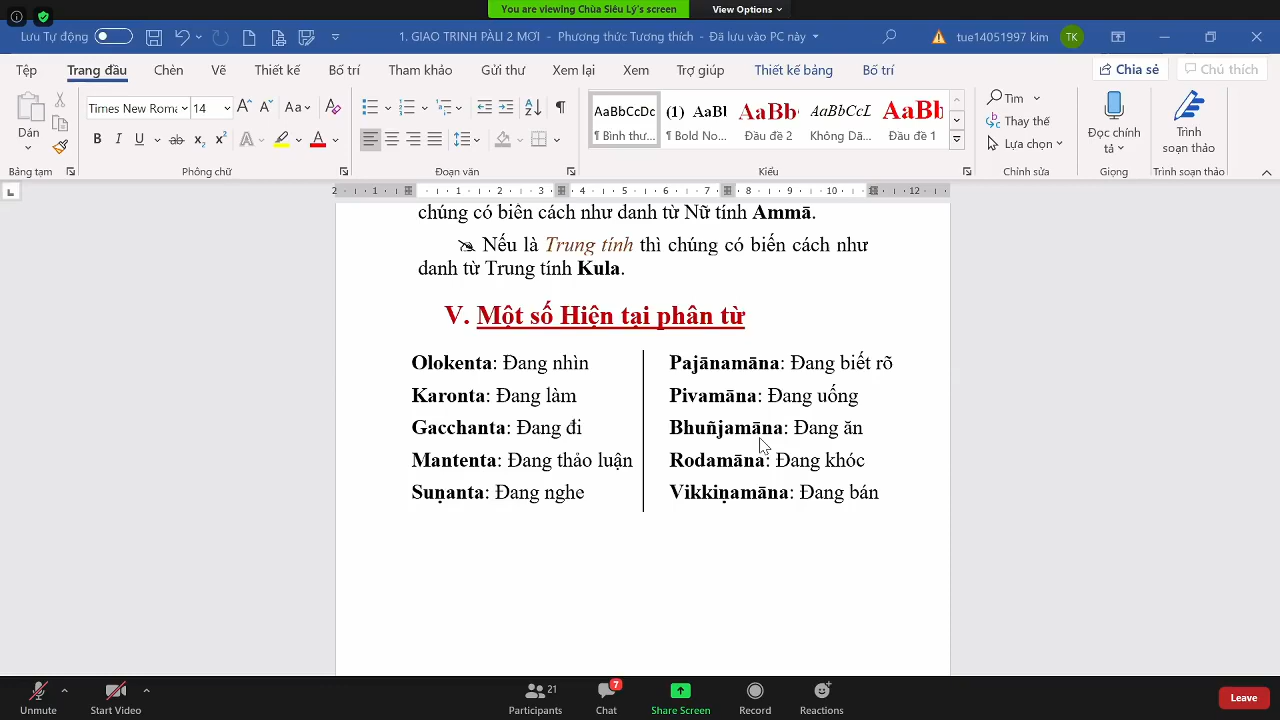 You are viewing Chùa Siêu Lý's screen
View Options
Lưu Tự động
1. GIAO TRINH PÀLI 2 MƠI - Phương thức Tương thích - Đã lưu vào PC này
tue14051997 kim
TK
Tệp Trang đầu Chèn Vẽ Thiết kế Bố trí Tham khảo Gửi thư Xem lại Xem Trợ giúp Thiết kế bảng Bố trí
Chia sẻ
Chú thích
Dán
Times New Roma
14
AaBbCcDc
(1) AaBl
AaBb
AaBbCcL
AaBb
¶ Bình thư...
¶ Bold No...
Đầu đề 2
Không Dã...
Đầu đề 1
Tìm
Thay thế
Lựa chọn
Đọc chính tả
Trình soạn thảo
Bảng tạm
Phông chữ
Đoạn văn
Kiểu
Chỉnh sửa
Giọng
Trình soạn thảo
chúng có biên cách như danh từ Nữ tính Ammā.
Nếu là Trung tính thì chúng có biến cách như
danh từ Trung tính Kula.
V. Một số Hiện tại phân từ
Olokenta: Đang nhìn
Karonta: Đang làm
Gacchanta: Đang đi
Mantenta: Đang thảo luận
Suṇanta: Đang nghe
Pajānamāna: Đang biết rõ
Pivamāna: Đang uống
Bhuñjamāna: Đang ăn
Rodamāna: Đang khóc
Vikkiṇamāna: Đang bán
Unmute
Start Video
Participants
21
Chat
7
Share Screen
Record
Reactions
Leave